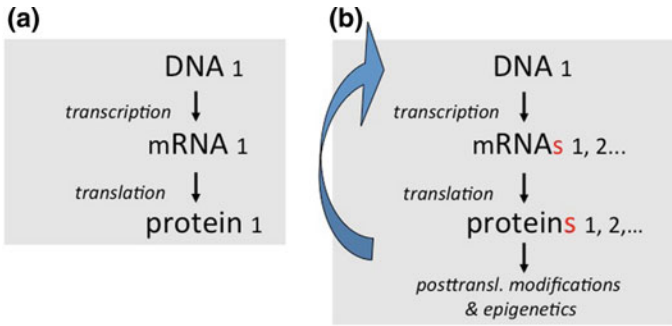 (a)
DNA 1
transcription
mRNA 1
translation
protein 1
(b)
DNA 1
transcription
mRNAs 1, 2...
translation
proteins 1, 2,...
posttransl. modifications
& epigenetics